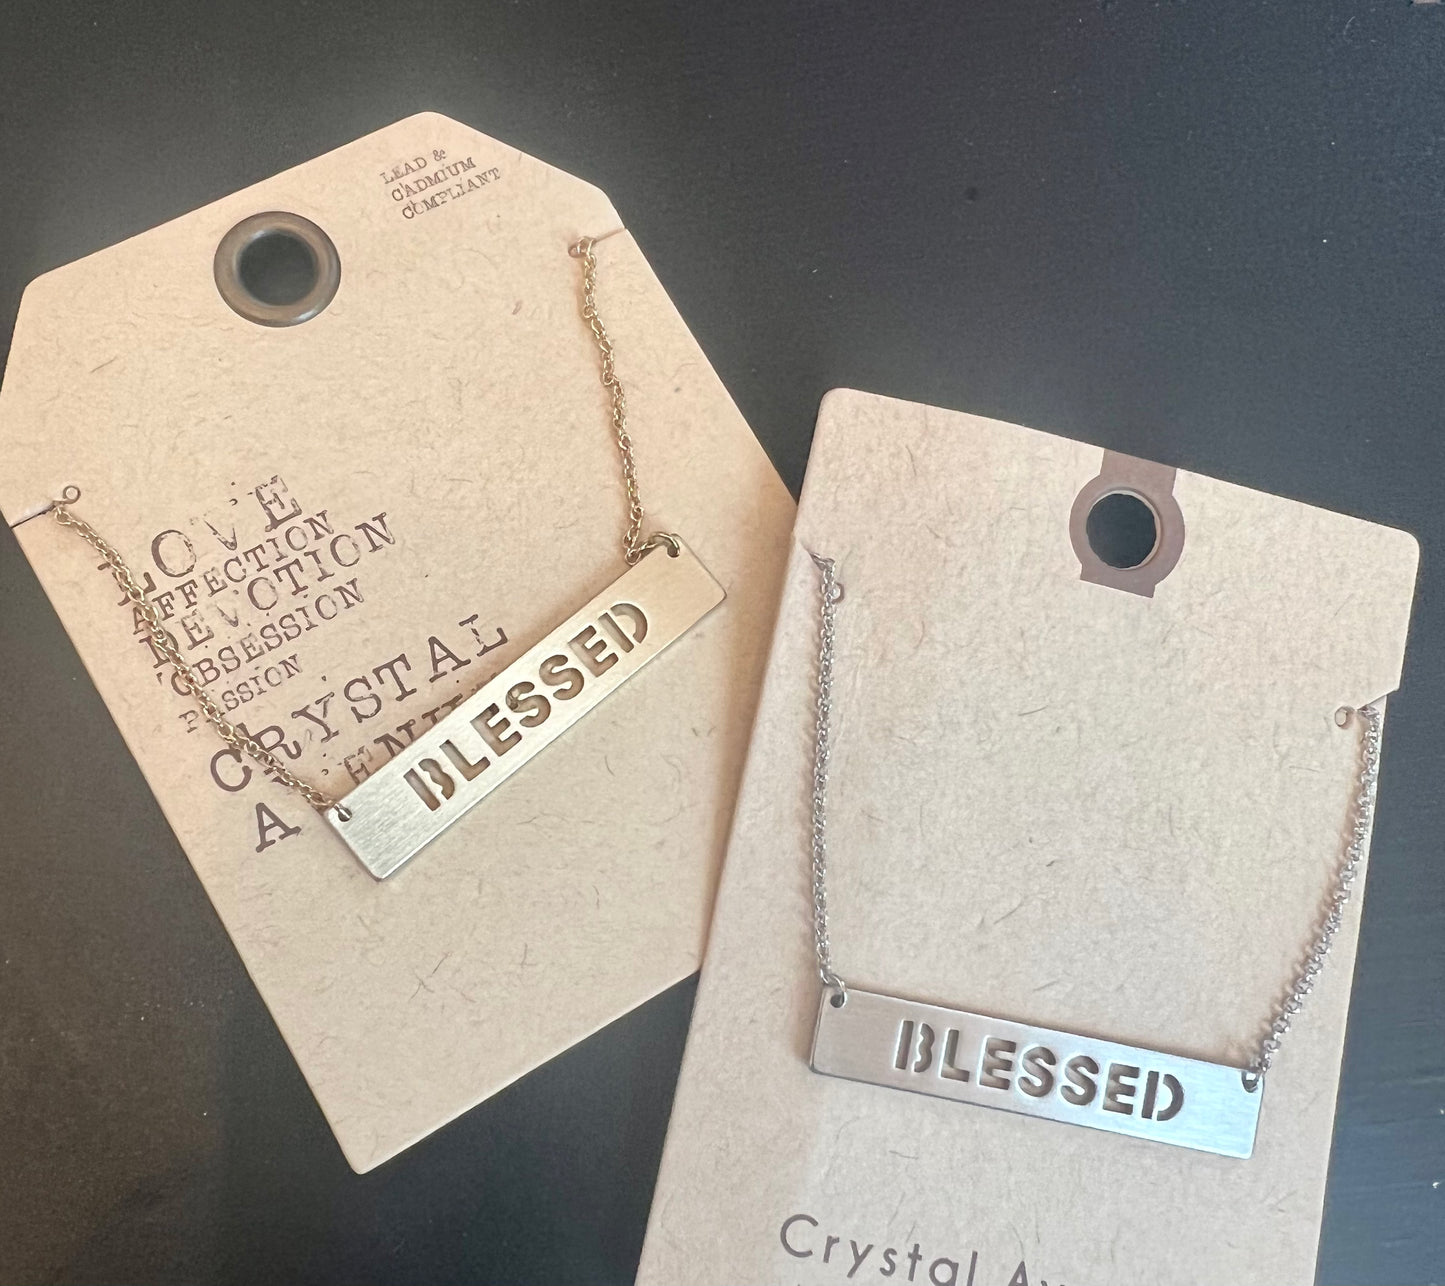 LEAD &
CADMIUM
COMPLIANT
LOVE
AFFECTION
DEVOTION
OBSESSION
PASSION
CRYSTAL
BLESSED
BLESSED
Crystal